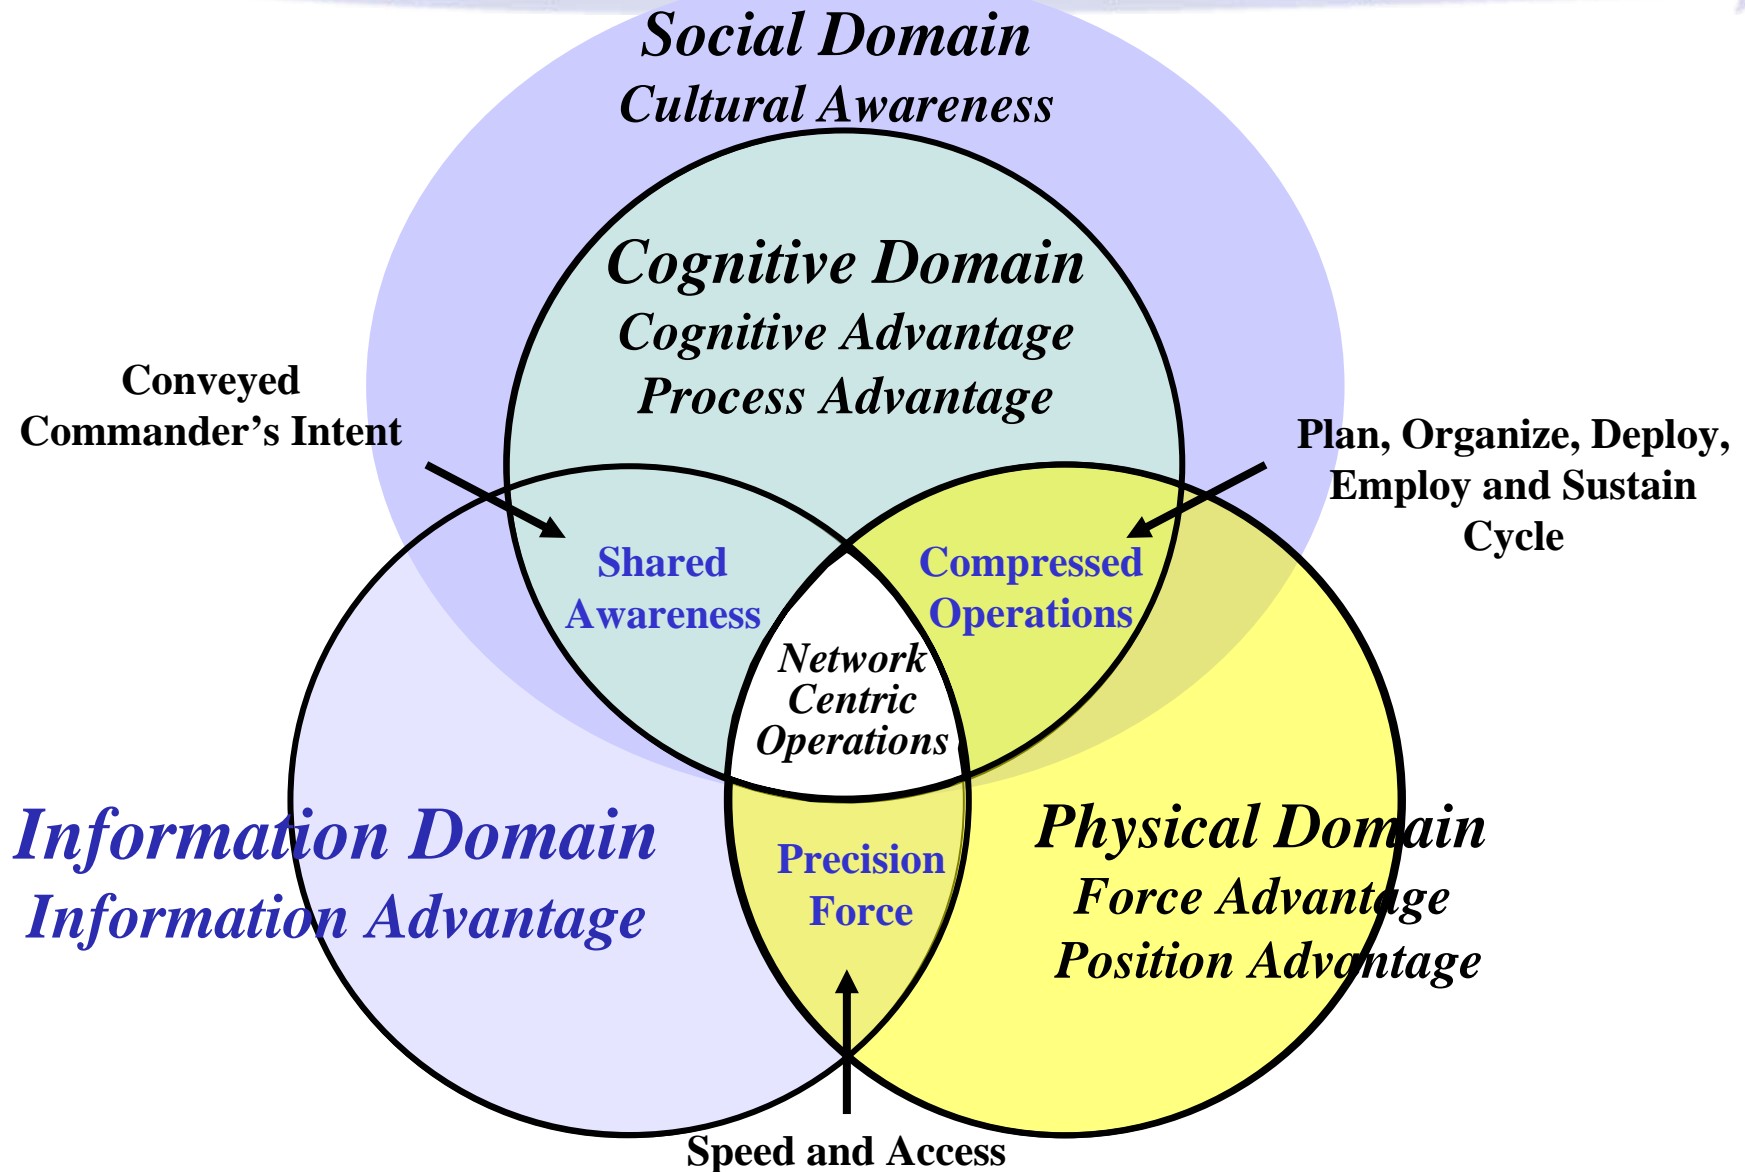 Social Domain
Cultural Awareness
Cognitive Domain
Cognitive Advantage
Process Advantage
Conveyed
Commander’s Intent
Plan, Organize, Deploy,
Employ and Sustain
Cycle
Shared
Awareness
Compressed
Operations
Network
Centric
Operations
Information Domain
Information Advantage
Precision
Force
Physical Domain
Force Advantage
Position Advantage
Speed and Access